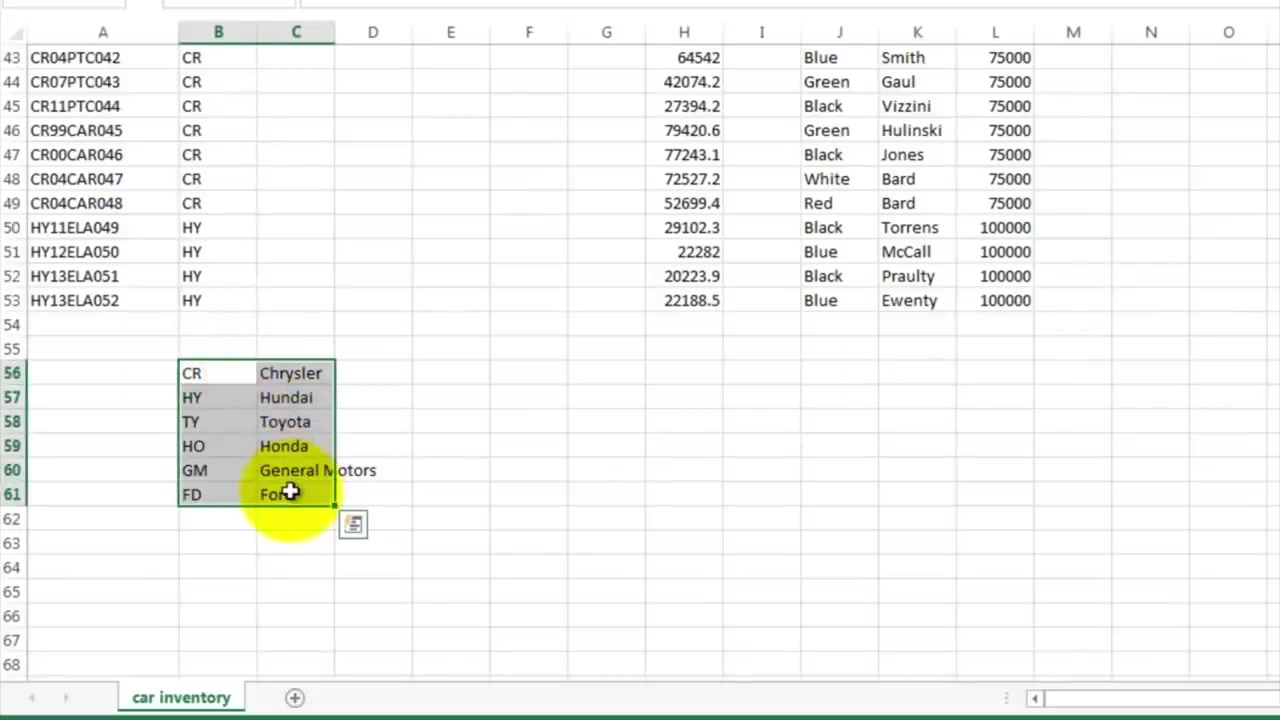 A B C D E F G H I J K L M N O
43 CR04PTC042 CR 64542 Blue Smith 75000
44 CR07PTC043 CR 42074.2 Green Gaul 75000
45 CR11PTC044 CR 27394.2 Black Vizzini 75000
46 CR99CAR045 CR 79420.6 Green Hulinski 75000
47 CR00CAR046 CR 77243.1 Black Jones 75000
48 CR04CAR047 CR 72527.2 White Bard 75000
49 CR04CAR048 CR 52699.4 Red Bard 75000
50 HY11ELA049 HY 29102.3 Black Torrens 100000
51 HY12ELA050 HY 22282 Blue McCall 100000
52 HY13ELA051 HY 20223.9 Black Praulty 100000
53 HY13ELA052 HY 22188.5 Blue Ewenty 100000
54
55
56 CR Chrysler
57 HY Hundai
58 TY Toyota
59 HO Honda
60 GM General Motors
61 FD
62
63
64
65
66
67
68
car inventory